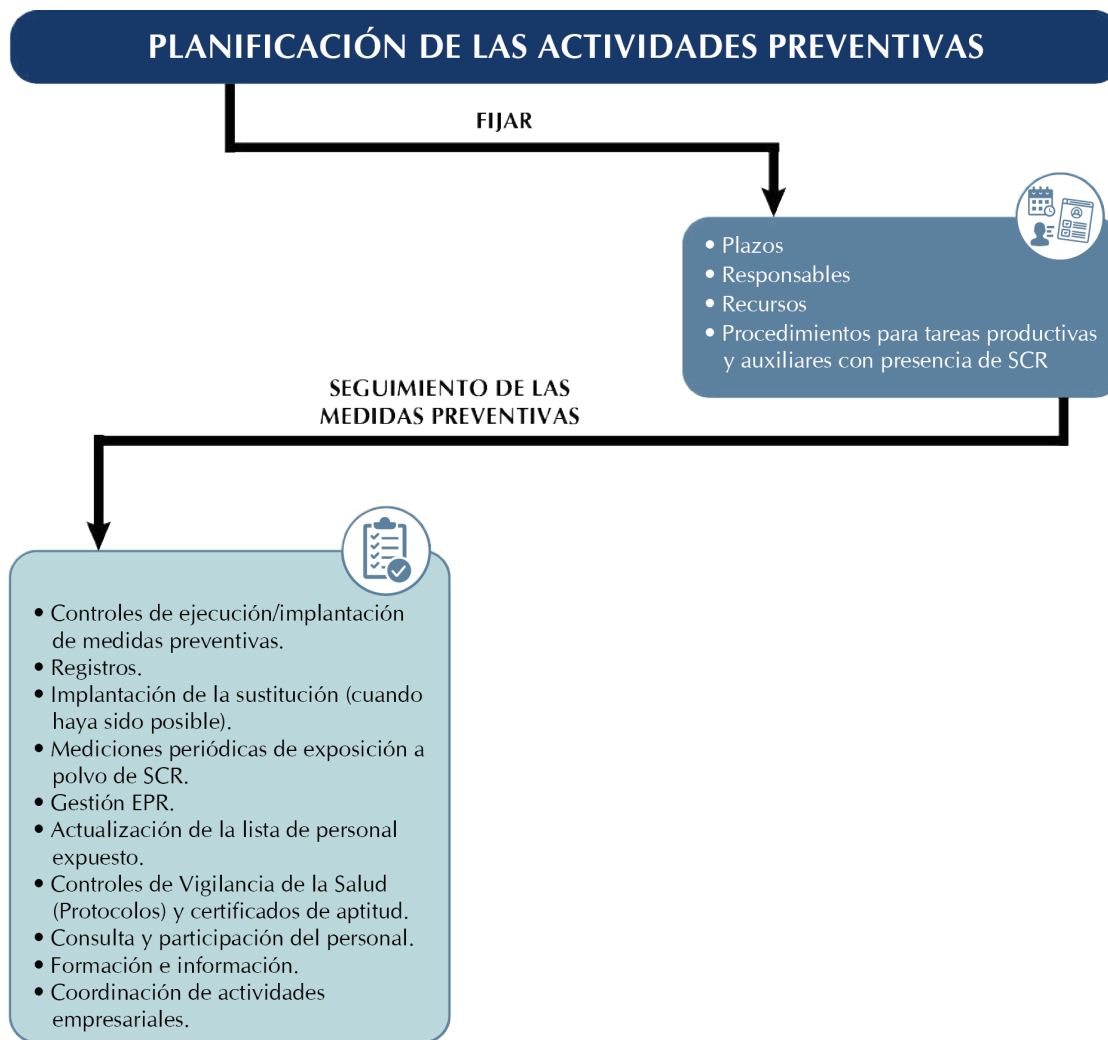 PLANIFICACIÓN DE LAS ACTIVIDADES PREVENTIVAS
FIJAR
• Plazos
• Responsables
• Recursos
• Procedimientos para tareas productivas
y auxiliares con presencia de SCR
SEGUIMIENTO DE LAS
MEDIDAS PREVENTIVAS
• Controles de ejecución/implantación
de medidas preventivas.
• Registros.
• Implantación de la sustitución (cuando
haya sido posible).
• Mediciones periódicas de exposición a
polvo de SCR.
• Gestión EPR.
• Actualización de la lista de personal
expuesto.
• Controles de Vigilancia de la Salud
(Protocolos) y certificados de aptitud.
• Consulta y participación del personal.
• Formación e información.
• Coordinación de actividades
empresariales.